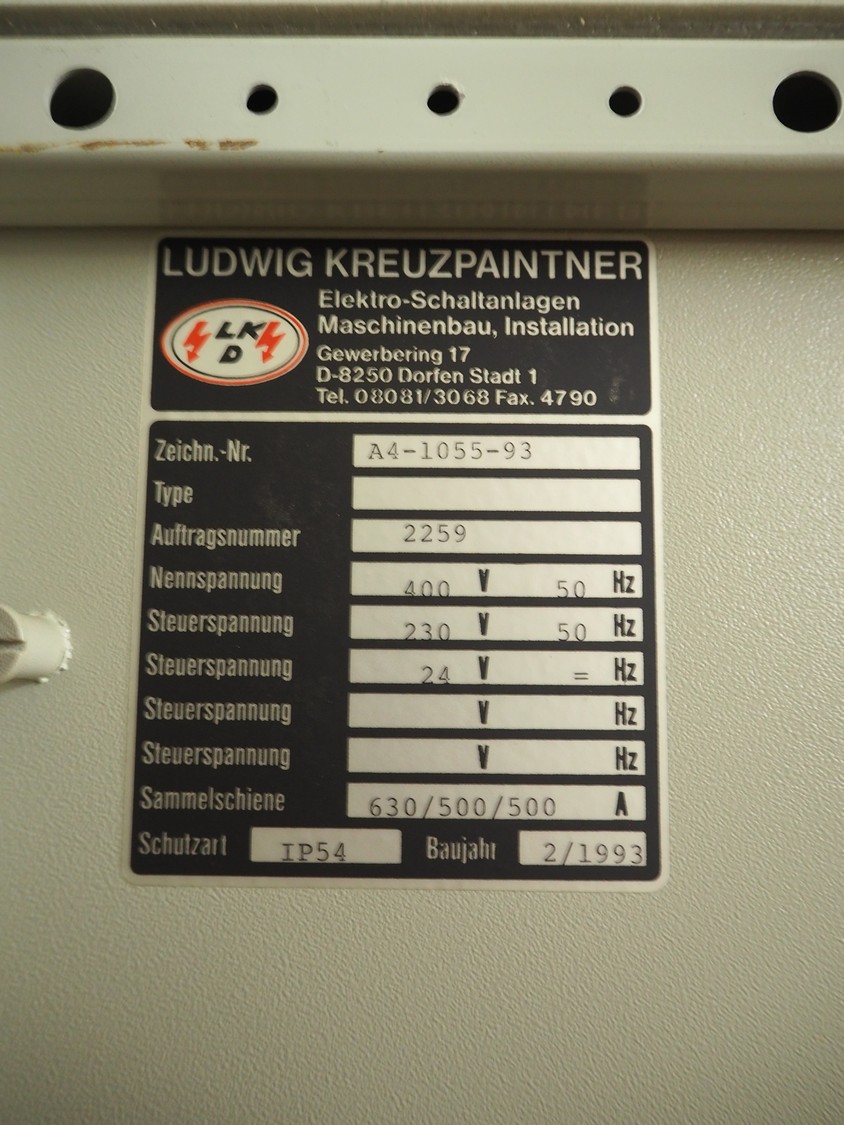 LUDWIG KREUZPAINTNER
Elektro-Schaltanlagen
Maschinenbau, Installation
LK
D
Gewerbering 17
D-8250 Dorfen Stadt 1
Tel. 08081/3068 Fax. 4790
Zeichn.-Nr. A4-1055-93
Type
Auftragsnummer 2259
Nennspannung 400 V 50 Hz
Steuerspannung 230 V 50 Hz
Steuerspannung 24 V = Hz
Steuerspannung V Hz
Steuerspannung V Hz
Sammelschiene 630/500/500 A
Schutzart IP54 Baujahr 2/1993